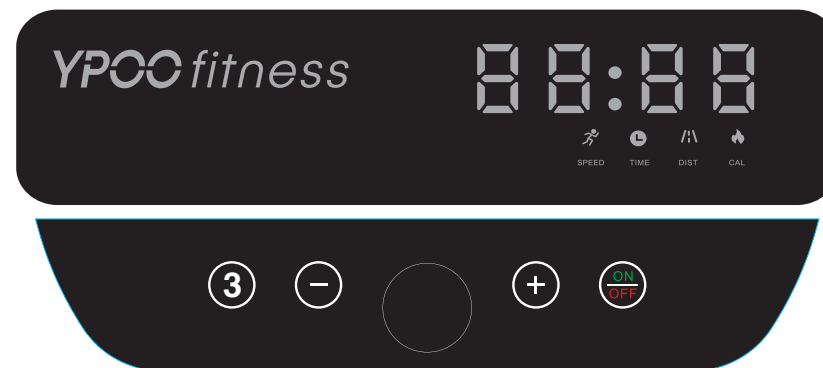 YPOO fitness
88:88
SPEED TIME DIST CAL
3 − + ON
OFF